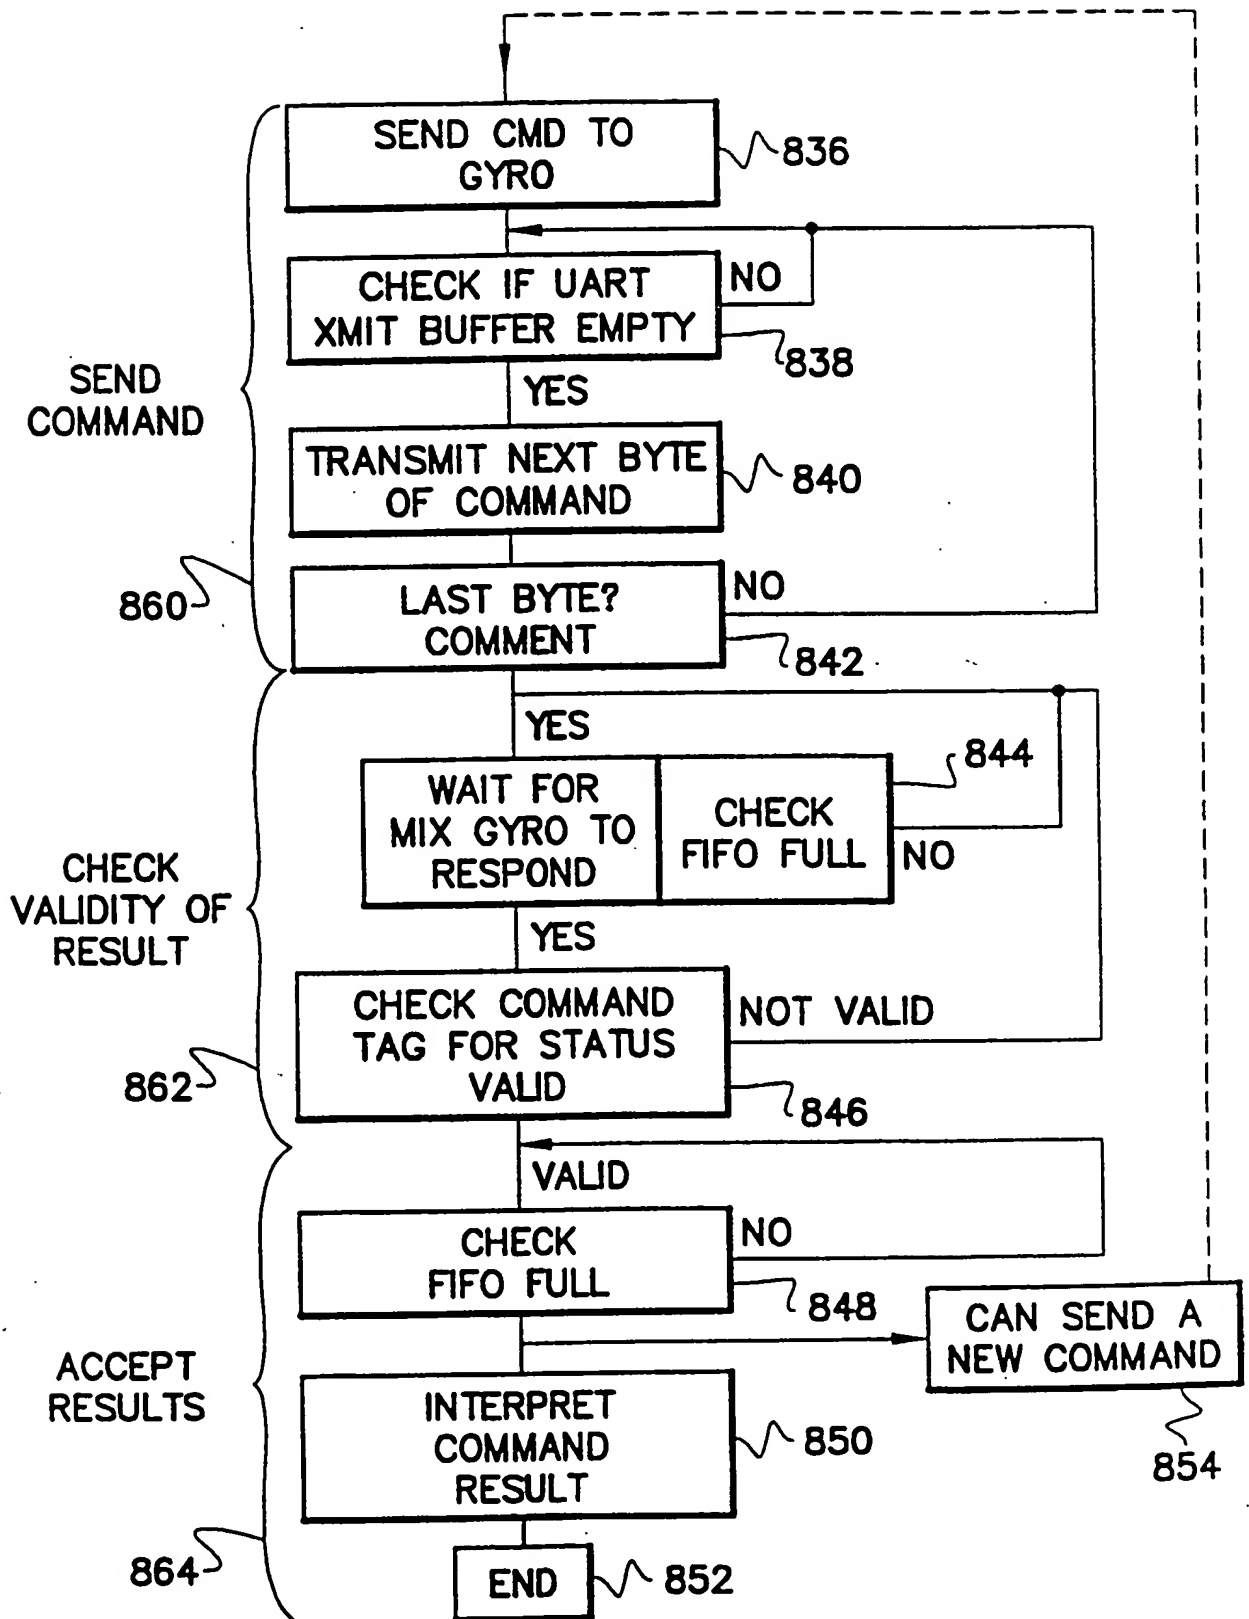 SEND CMD TO
GYRO
836
CHECK IF UART
XMIT BUFFER EMPTY
NO
838
YES
SEND
COMMAND
TRANSMIT NEXT BYTE
OF COMMAND
840
860
LAST BYTE?
COMMENT
NO
842
YES
WAIT FOR
MIX GYRO TO
RESPOND
CHECK
FIFO FULL
844
NO
CHECK
VALIDITY OF
RESULT
YES
CHECK COMMAND
TAG FOR STATUS
VALID
NOT VALID
846
862
VALID
CHECK
FIFO FULL
NO
848
CAN SEND A
NEW COMMAND
854
ACCEPT
RESULTS
INTERPRET
COMMAND
RESULT
850
864
END
852